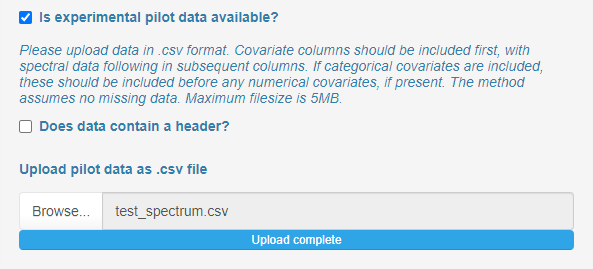 Is experimental pilot data available?
Please upload data in .csv format. Covariate columns should be included first, with
spectral data following in subsequent columns. If categorical covariates are included,
these should be included before any numerical covariates, if present. The method
assumes no missing data. Maximum filesize is 5MB.
Does data contain a header?
Upload pilot data as .csv file
Browse... test_spectrum.csv
Upload complete